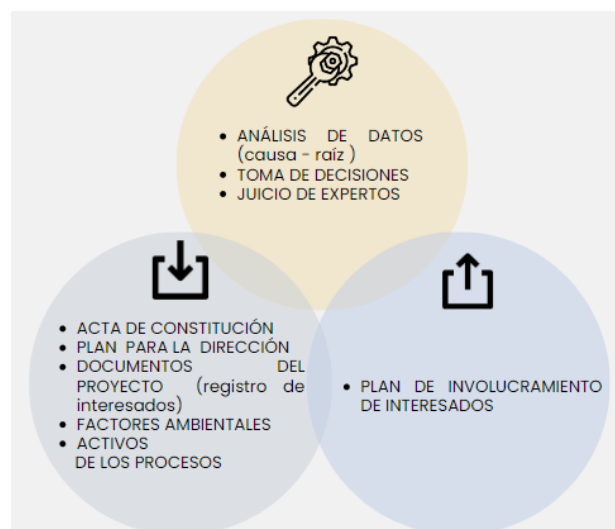 • ANÁLISIS DE DATOS
(causa - raíz )
• TOMA DE DECISIONES
• JUICIO DE EXPERTOS
• ACTA DE CONSTITUCIÓN
• PLAN PARA LA DIRECCIÓN
• DOCUMENTOS DEL
PROYECTO (registro de
interesados)
• FACTORES AMBIENTALES
• ACTIVOS
DE LOS PROCESOS
• PLAN DE INVOLUCRAMIENTO
DE INTERESADOS